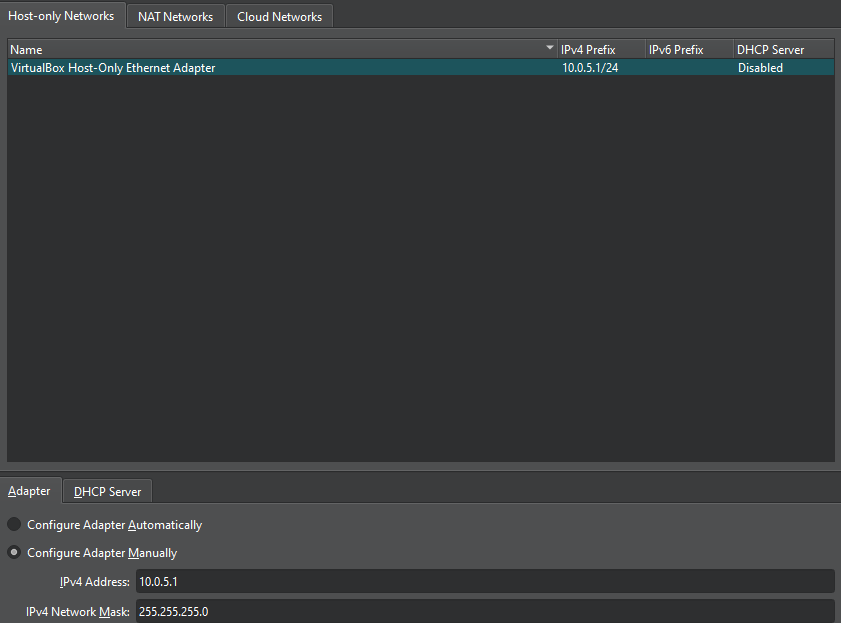 Host-only Networks NAT Networks Cloud Networks
Name IPv4 Prefix IPv6 Prefix DHCP Server
VirtualBox Host-Only Ethernet Adapter 10.0.5.1/24 Disabled
Adapter DHCP Server
Configure Adapter Automatically
Configure Adapter Manually
IPv4 Address: 10.0.5.1
IPv4 Network Mask: 255.255.255.0